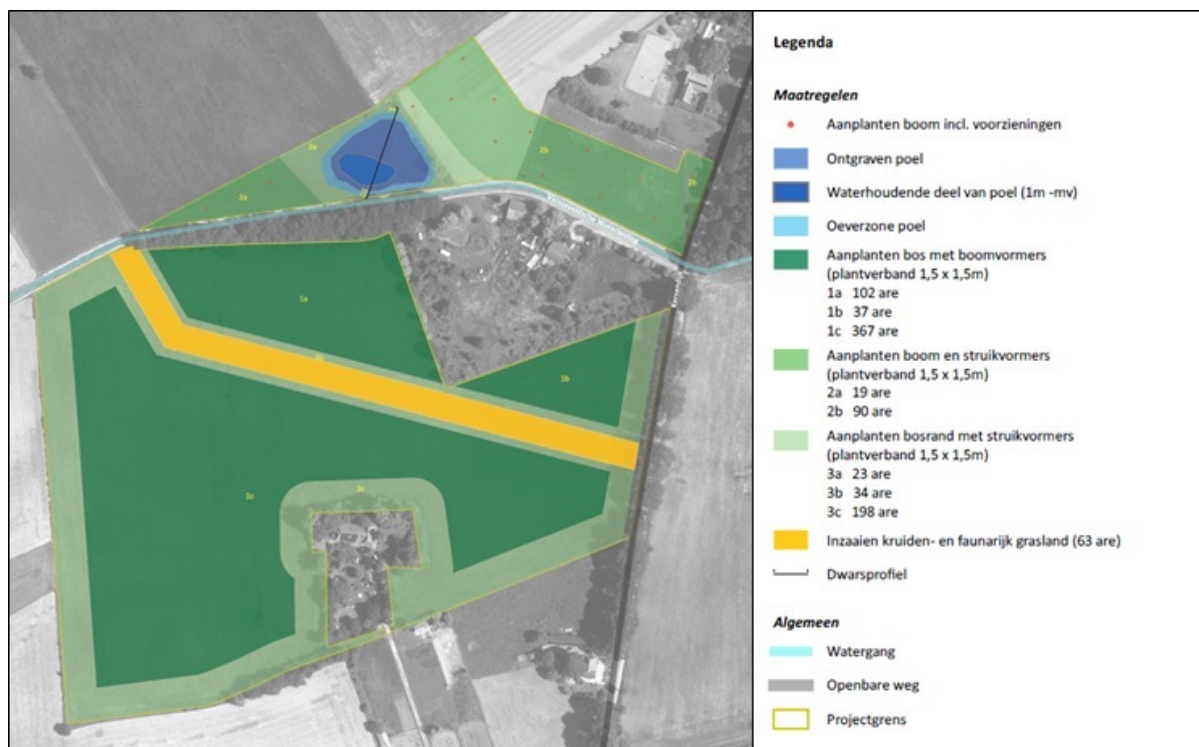 3a
2b
2b
2a
1a
1b
1c
3c
Legenda
Maatregelen
Aanplanten boom incl. voorzieningen
Ontgraven poel
Waterhoudende deel van poel (1m -mv)
Oeverzone poel
Aanplanten bos met boomvormers
(plantverband 1,5 x 1,5m)
1a 102 are
1b 37 are
1c 367 are
Aanplanten boom en struikvormers
(plantverband 1,5 x 1,5m)
2a 19 are
2b 90 are
Aanplanten bosrand met struikvormers
(plantverband 1,5 x 1,5m)
3a 23 are
3b 34 are
3c 198 are
Inzaaien kruiden- en faunarijk grasland (63 are)
Dwarsprofiel
Algemeen
Watergang
Openbare weg
Projectgrens